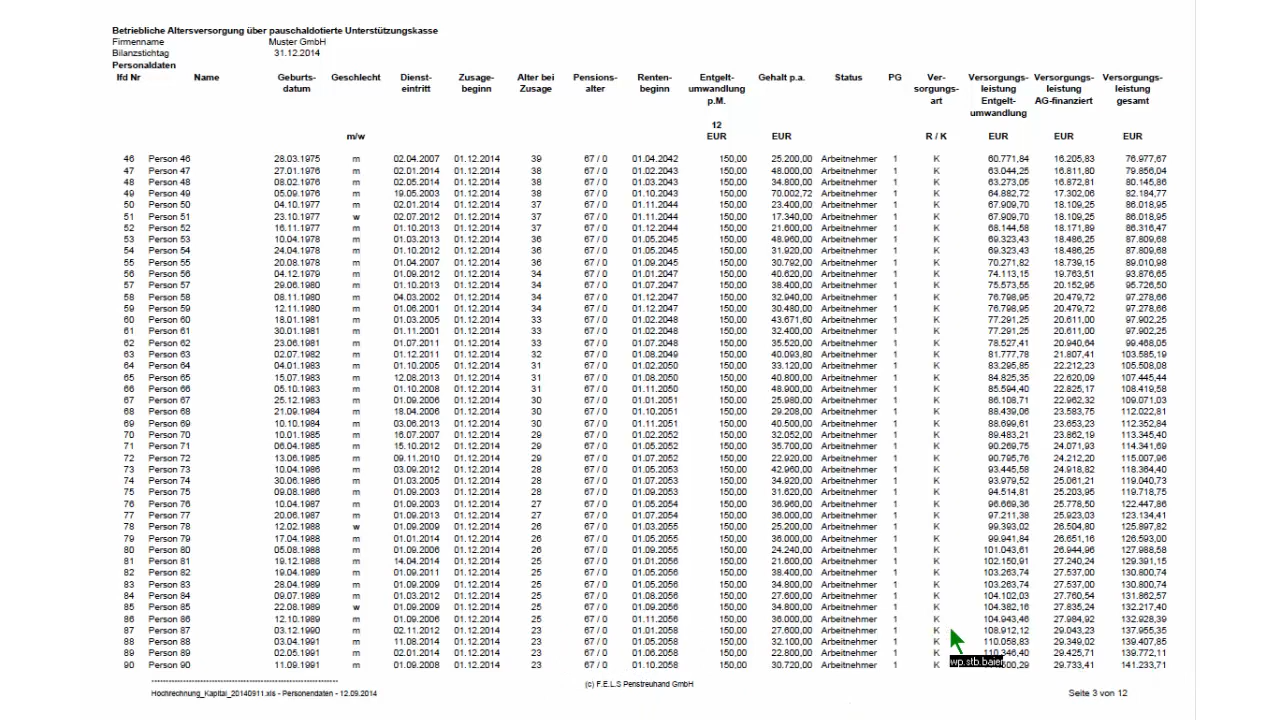 Betriebliche Altersversorgung über pauschaldotierte Unterstützungskasse
Firmenname Muster GmbH
Bilanzstichtag 31.12.2014
Personaldaten
lfd Nr Name Geburts- Geschlecht Dienst- Zusage- Alter bei Pensions- Renten- Entgelt- Gehalt p.a. Status PG Ver- Versorgungs- Versorgungs- Versorgungs-
datum eintritt beginn Zusage alter beginn umwandlung sorgungs- leistung leistung leistung
p.M. art Entgelt- AG-finanziert gesamt
umwandlung
12
m/w EUR EUR R / K EUR EUR EUR
46 Person 46 28.03.1975 m 02.04.2007 01.12.2014 39 67 / 0 01.04.2042 150,00 25.200,00 Arbeitnehmer 1 K 60.771,84 16.205,83 76.977,67
47 Person 47 27.01.1976 m 02.01.2014 01.12.2014 38 67 / 0 01.02.2043 150,00 48.000,00 Arbeitnehmer 1 K 63.044,25 16.811,80 79.856,04
48 Person 48 08.02.1976 m 02.05.2014 01.12.2014 38 67 / 0 01.03.2043 150,00 34.800,00 Arbeitnehmer 1 K 63.273,05 16.872,81 80.145,86
49 Person 49 05.09.1976 m 19.05.2003 01.12.2014 38 67 / 0 01.10.2043 150,00 70.002,72 Arbeitnehmer 1 K 64.882,72 17.302,06 82.184,77
50 Person 50 04.10.1977 m 02.01.2014 01.12.2014 37 67 / 0 01.11.2044 150,00 23.400,00 Arbeitnehmer 1 K 67.909,70 18.109,25 86.018,95
51 Person 51 23.10.1977 w 02.07.2012 01.12.2014 37 67 / 0 01.11.2044 150,00 17.340,00 Arbeitnehmer 1 K 67.909,70 18.109,25 86.018,95
52 Person 52 16.11.1977 m 01.10.2013 01.12.2014 37 67 / 0 01.12.2044 150,00 21.600,00 Arbeitnehmer 1 K 68.144,58 18.171,89 86.316,47
53 Person 53 10.04.1978 m 01.03.2013 01.12.2014 36 67 / 0 01.05.2045 150,00 48.960,00 Arbeitnehmer 1 K 69.323,43 18.486,25 87.809,68
54 Person 54 24.04.1978 m 01.10.2012 01.12.2014 36 67 / 0 01.05.2045 150,00 31.920,00 Arbeitnehmer 1 K 69.323,43 18.486,25 87.809,68
55 Person 55 20.08.1978 m 01.04.2007 01.12.2014 36 67 / 0 01.09.2045 150,00 30.792,00 Arbeitnehmer 1 K 70.271,82 18.739,15 89.010,98
56 Person 56 04.12.1979 m 01.09.2012 01.12.2014 34 67 / 0 01.01.2047 150,00 40.620,00 Arbeitnehmer 1 K 74.113,15 19.763,51 93.876,65
57 Person 57 29.06.1980 m 01.10.2013 01.12.2014 34 67 / 0 01.07.2047 150,00 38.400,00 Arbeitnehmer 1 K 75.573,55 20.152,95 95.726,50
58 Person 58 08.11.1980 m 04.03.2002 01.12.2014 34 67 / 0 01.12.2047 150,00 32.940,00 Arbeitnehmer 1 K 76.798,95 20.479,72 97.278,66
59 Person 59 12.11.1980 m 01.06.2001 01.12.2014 34 67 / 0 01.12.2047 150,00 30.480,00 Arbeitnehmer 1 K 76.798,95 20.479,72 97.278,66
60 Person 60 18.01.1981 m 01.03.2005 01.12.2014 33 67 / 0 01.02.2048 150,00 43.671,60 Arbeitnehmer 1 K 77.291,25 20.611,00 97.902,25
61 Person 61 30.01.1981 m 01.11.2001 01.12.2014 33 67 / 0 01.02.2048 150,00 32.400,00 Arbeitnehmer 1 K 77.291,25 20.611,00 97.902,25
62 Person 62 23.06.1981 m 01.07.2011 01.12.2014 33 67 / 0 01.07.2048 150,00 35.520,00 Arbeitnehmer 1 K 78.527,41 20.940,64 99.468,05
63 Person 63 02.07.1982 m 01.12.2011 01.12.2014 32 67 / 0 01.08.2049 150,00 40.093,80 Arbeitnehmer 1 K 81.777,78 21.807,41 103.585,19
64 Person 64 04.01.1983 m 01.10.2005 01.12.2014 31 67 / 0 01.02.2050 150,00 33.120,00 Arbeitnehmer 1 K 83.295,85 22.212,23 105.508,08
65 Person 65 15.07.1983 m 12.08.2013 01.12.2014 31 67 / 0 01.08.2050 150,00 40.800,00 Arbeitnehmer 1 K 84.825,35 22.620,09 107.445,44
66 Person 66 05.10.1983 m 01.10.2008 01.12.2014 31 67 / 0 01.11.2050 150,00 48.900,00 Arbeitnehmer 1 K 85.594,40 22.825,17 108.419,58
67 Person 67 25.12.1983 m 01.09.2006 01.12.2014 30 67 / 0 01.01.2051 150,00 25.980,00 Arbeitnehmer 1 K 86.108,71 22.962,32 109.071,03
68 Person 68 21.09.1984 m 18.04.2006 01.12.2014 30 67 / 0 01.10.2051 150,00 29.208,00 Arbeitnehmer 1 K 88.439,06 23.583,75 112.022,81
69 Person 69 10.10.1984 m 03.06.2013 01.12.2014 30 67 / 0 01.11.2051 150,00 40.500,00 Arbeitnehmer 1 K 88.699,61 23.653,23 112.352,84
70 Person 70 10.01.1985 m 16.07.2007 01.12.2014 29 67 / 0 01.02.2052 150,00 32.052,00 Arbeitnehmer 1 K 89.483,21 23.862,19 113.345,40
71 Person 71 06.04.1985 m 15.10.2012 01.12.2014 29 67 / 0 01.05.2052 150,00 35.700,00 Arbeitnehmer 1 K 90.269,75 24.071,93 114.341,69
72 Person 72 13.06.1985 m 09.11.2010 01.12.2014 29 67 / 0 01.07.2052 150,00 22.920,00 Arbeitnehmer 1 K 90.795,76 24.212,20 115.007,96
73 Person 73 10.04.1986 m 03.09.2012 01.12.2014 28 67 / 0 01.05.2053 150,00 42.960,00 Arbeitnehmer 1 K 93.445,58 24.918,82 118.364,40
74 Person 74 30.06.1986 m 01.03.2005 01.12.2014 28 67 / 0 01.07.2053 150,00 34.920,00 Arbeitnehmer 1 K 93.979,52 25.061,21 119.040,73
75 Person 75 09.08.1986 m 01.09.2003 01.12.2014 28 67 / 0 01.09.2053 150,00 31.620,00 Arbeitnehmer 1 K 94.514,81 25.203,95 119.718,75
76 Person 76 10.04.1987 m 01.09.2003 01.12.2014 27 67 / 0 01.05.2054 150,00 36.960,00 Arbeitnehmer 1 K 96.669,36 25.778,50 122.447,86
77 Person 77 20.06.1987 m 01.09.2013 01.12.2014 27 67 / 0 01.07.2054 150,00 36.000,00 Arbeitnehmer 1 K 97.211,38 25.923,03 123.134,41
78 Person 78 12.02.1988 w 01.09.2009 01.12.2014 26 67 / 0 01.03.2055 150,00 25.200,00 Arbeitnehmer 1 K 99.393,02 26.504,80 125.897,82
79 Person 79 17.04.1988 m 01.01.2014 01.12.2014 26 67 / 0 01.05.2055 150,00 36.000,00 Arbeitnehmer 1 K 99.941,84 26.651,16 126.593,00
80 Person 80 05.08.1988 m 01.09.2006 01.12.2014 26 67 / 0 01.09.2055 150,00 24.240,00 Arbeitnehmer 1 K 101.043,61 26.944,96 127.988,58
81 Person 81 19.12.1988 m 14.04.2014 01.12.2014 25 67 / 0 01.01.2056 150,00 21.600,00 Arbeitnehmer 1 K 102.150,91 27.240,24 129.391,15
82 Person 82 19.04.1989 m 01.09.2011 01.12.2014 25 67 / 0 01.05.2056 150,00 38.400,00 Arbeitnehmer 1 K 103.263,74 27.537,00 130.800,74
83 Person 83 28.04.1989 m 01.09.2009 01.12.2014 25 67 / 0 01.05.2056 150,00 34.800,00 Arbeitnehmer 1 K 103.263,74 27.537,00 130.800,74
84 Person 84 09.07.1989 m 01.03.2012 01.12.2014 25 67 / 0 01.08.2056 150,00 27.600,00 Arbeitnehmer 1 K 104.102,03 27.760,54 131.862,57
85 Person 85 22.08.1989 w 01.09.2009 01.12.2014 25 67 / 0 01.09.2056 150,00 34.800,00 Arbeitnehmer 1 K 104.382,16 27.835,24 132.217,40
86 Person 86 12.10.1989 m 01.09.2006 01.12.2014 25 67 / 0 01.11.2056 150,00 36.000,00 Arbeitnehmer 1 K 104.943,46 27.984,92 132.928,39
87 Person 87 03.12.1990 m 02.11.2012 01.12.2014 23 67 / 0 01.01.2058 150,00 27.600,00 Arbeitnehmer 1 K 108.912,12 29.043,23 137.955,35
88 Person 88 03.04.1991 m 11.08.2014 01.12.2014 23 67 / 0 01.05.2058 150,00 32.100,00 Arbeitnehmer 1 K 110.058,83 29.349,02 139.407,85
89 Person 89 02.05.1991 m 02.01.2014 01.12.2014 23 67 / 0 01.06.2058 150,00 22.800,00 Arbeitnehmer 1 K 110.346,40 29.425,71 139.772,11
90 Person 90 11.09.1991 m 01.09.2008 01.12.2014 23 67 / 0 01.10.2058 150,00 30.720,00 Arbeitnehmer 1 K wp.stb.baier 29.733,41 141.233,71
(c) F.E.L.S Penstreuhand GmbH
Hochrechnung_Kapital_20140911.xls - Personendaten - 12.09.2014 Seite 3 von 12